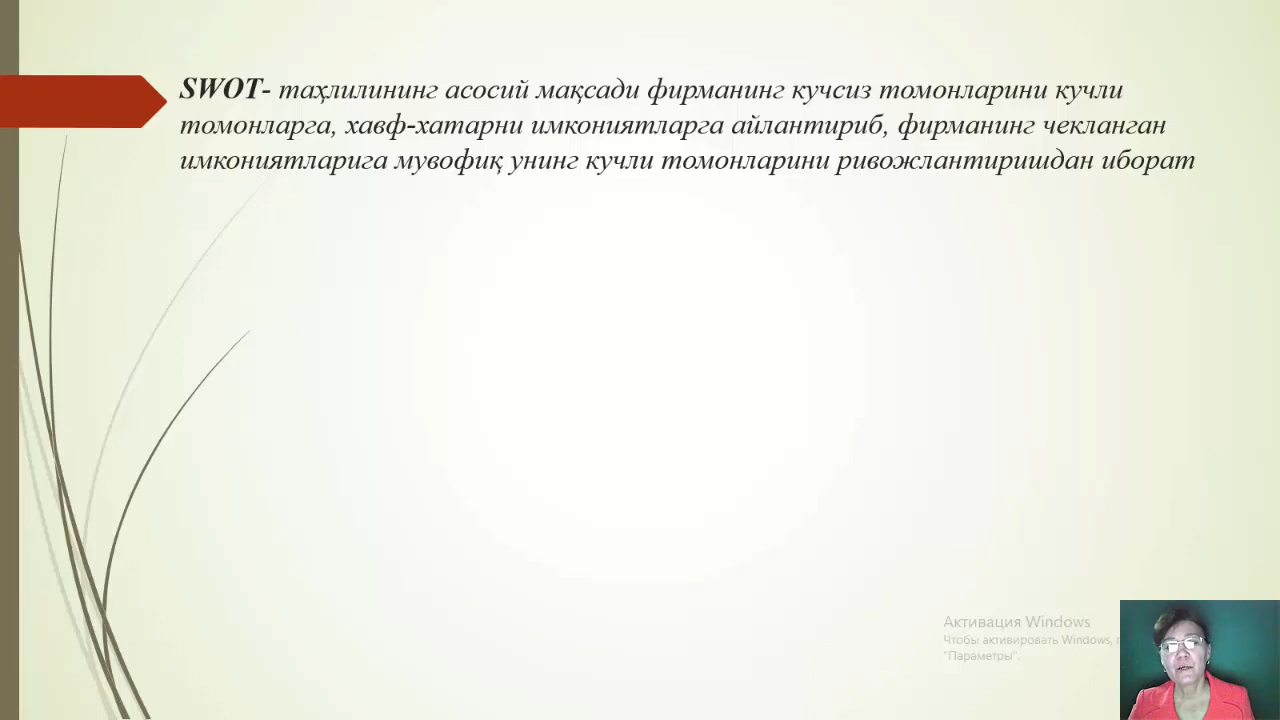 SWOT- таҳлилининг асосий мақсади фирманинг кучсиз томонларини кучли
томонларга, хавф-хатарни имкониятларга айлантириб, фирманинг чекланган
имкониятларига мувофиқ унинг кучли томонларини ривожлантиришдан иборат
Активация Windows
Чтобы активировать Windows,
"Параметры".